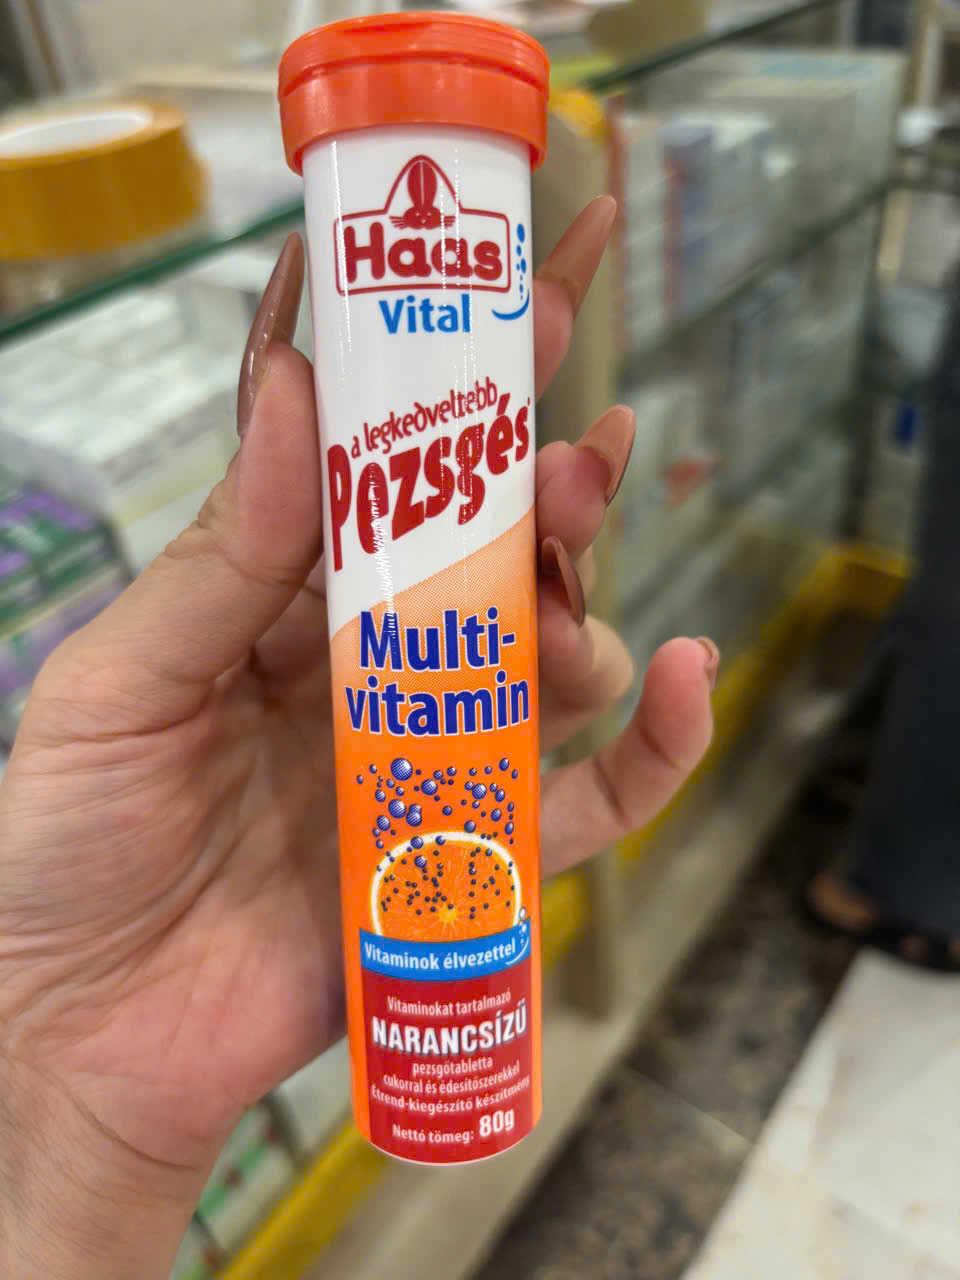 Haas
Vital
a legkedveltebb
Pezsgés
Multi-
vitamin
Vitaminok élvezettel
Vitaminokat tartalmazó
NARANCSÍZŰ
pezsgőtabletta
cukorral és édesítőszerekkel
Étrend-kiegészítő készítmény
Nettó tömeg: 80g